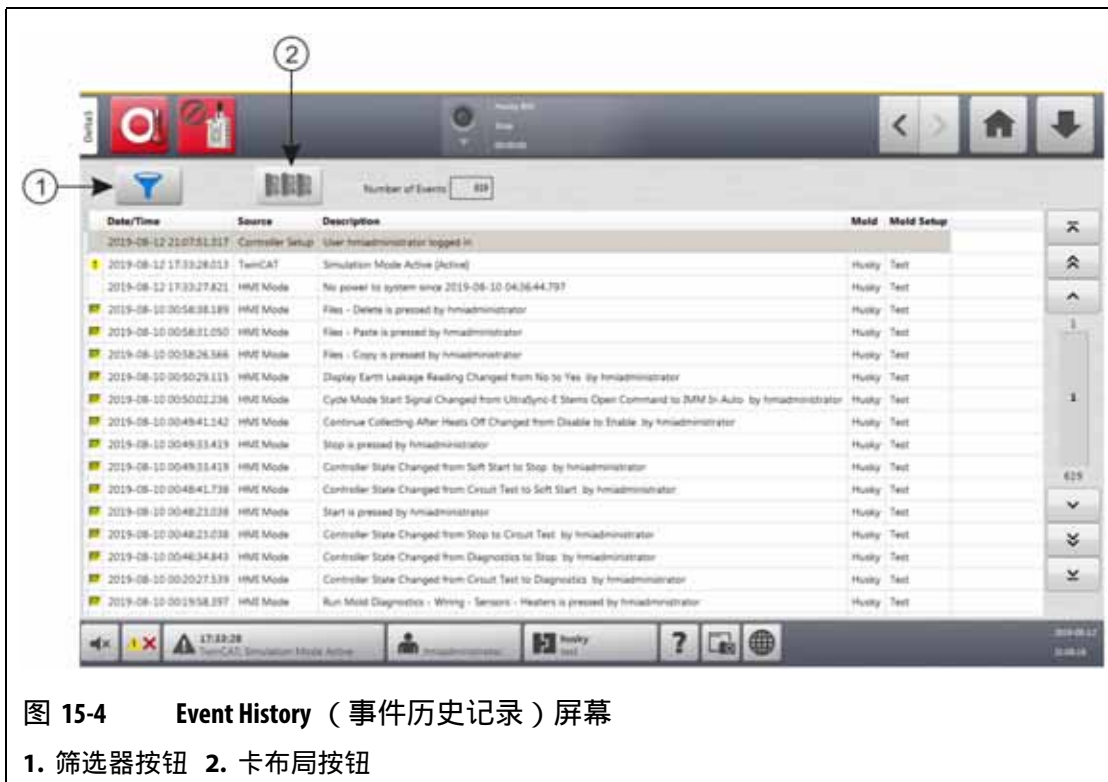 2
1
Delta3
Stop
Number of Events 619
Date/Time Source Description Mold Mold Setup
2019-08-12 21:07:51.317 Controller Setup User hmiadministrator logged in
2019-08-12 17:33:28.013 TwinCAT Simulation Mode Active [Active] Husky Test
2019-08-12 17:33:27.821 HMI Mode No power to system since 2019-08-10 04:36:44.797 Husky Test
2019-08-10 00:58:38.189 HMI Mode Files - Delete is pressed by hmiadministrator Husky Test
2019-08-10 00:58:31.050 HMI Mode Files - Paste is pressed by hmiadministrator Husky Test
2019-08-10 00:58:26.566 HMI Mode Files - Copy is pressed by hmiadministrator Husky Test
2019-08-10 00:50:29.115 HMI Mode Display Earth Leakage Reading Changed from No to Yes by hmiadministrator Husky Test
2019-08-10 00:50:02.236 HMI Mode Cycle Mode Start Signal Changed from UltraSync-E Stems Open Command to IMM In Auto by hmiadministrator Husky Test
2019-08-10 00:49:41.142 HMI Mode Continue Collecting After Heats Off Changed from Disable to Enable by hmiadministrator Husky Test
2019-08-10 00:49:33.419 HMI Mode Stop is pressed by hmiadministrator Husky Test
2019-08-10 00:49:33.419 HMI Mode Controller State Changed from Soft Start to Stop by hmiadministrator Husky Test
2019-08-10 00:48:41.738 HMI Mode Controller State Changed from Circuit Test to Soft Start by hmiadministrator Husky Test
2019-08-10 00:48:23.038 HMI Mode Start is pressed by hmiadministrator Husky Test
2019-08-10 00:48:23.038 HMI Mode Controller State Changed from Stop to Circuit Test by hmiadministrator Husky Test
2019-08-10 00:46:34.843 HMI Mode Controller State Changed from Diagnostics to Stop by hmiadministrator Husky Test
2019-08-10 00:20:27.539 HMI Mode Controller State Changed from Circuit Test to Diagnostics by hmiadministrator Husky Test
2019-08-10 00:19:58.397 HMI Mode Run Mold Diagnostics - Wiring - Sensors - Heaters is pressed by hmiadministrator Husky Test
1
1
619
17:33:28
TwinCAT: Simulation Mode Active
hmiadministrator
husky
test
?
图 15-4 Event History （事件历史记录）屏幕
1. 筛选器按钮 2. 卡布局按钮